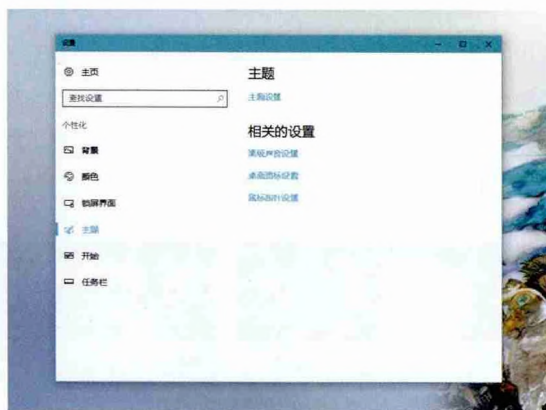 设置
主页
查找设置
个性化
背景
颜色
锁屏界面
主题
开始
任务栏
主题
主题设置
相关的设置
高级声音设置
桌面图标设置
鼠标指针设置